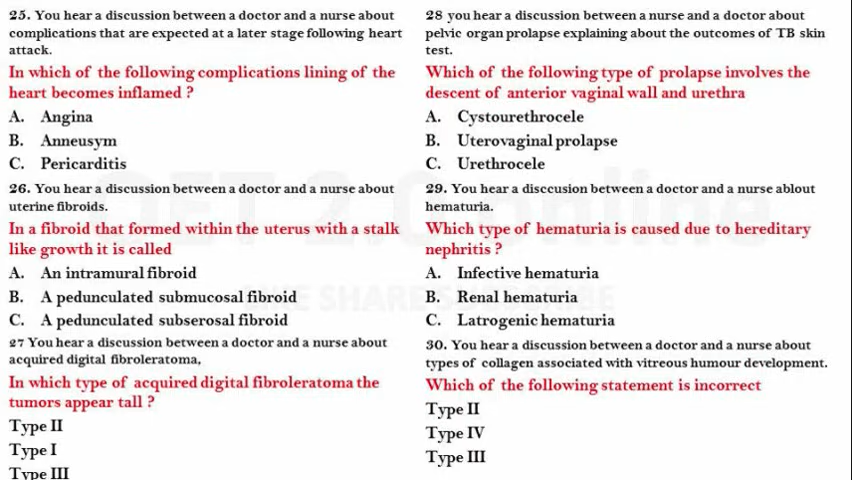 25. You hear a discussion between a doctor and a nurse about
complications that are expected at a later stage following heart
attack.
In which of the following complications lining of the
heart becomes inflamed ?
A. Angina
B. Anneusym
C. Pericarditis
26. You hear a discussion between a doctor and a nurse about
uterine fibroids.
In a fibroid that formed within the uterus with a stalk
like growth it is called
A. An intramural fibroid
B. A pedunculated submucosal fibroid
C. A pedunculated subserosal fibroid
27 You hear a discussion between a doctor and a nurse about
acquired digital fibroleratoma,
In which type of acquired digital fibroleratoma the
tumors appear tall ?
Type II
Type I
Type III
28 you hear a discussion between a nurse and a doctor about
pelvic organ prolapse explaining about the outcomes of TB skin
test.
Which of the following type of prolapse involves the
descent of anterior vaginal wall and urethra
A. Cystourethrocele
B. Uterovaginal prolapse
C. Urethrocele
29. You hear a disccusion between a doctor and a nurse ablout
hematuria.
Which type of hematuria is caused due to hereditary
nephritis ?
A. Infective hematuria
B. Renal hematuria
C. Latrogenic hematuria
30. You hear a discussion between a doctor and a nurse about
types of collagen associated with vitreous humour development.
Which of the following statement is incorrect
Type II
Type IV
Type III
OET 2.0 online
LIKE SHARE SUBSCRIBE